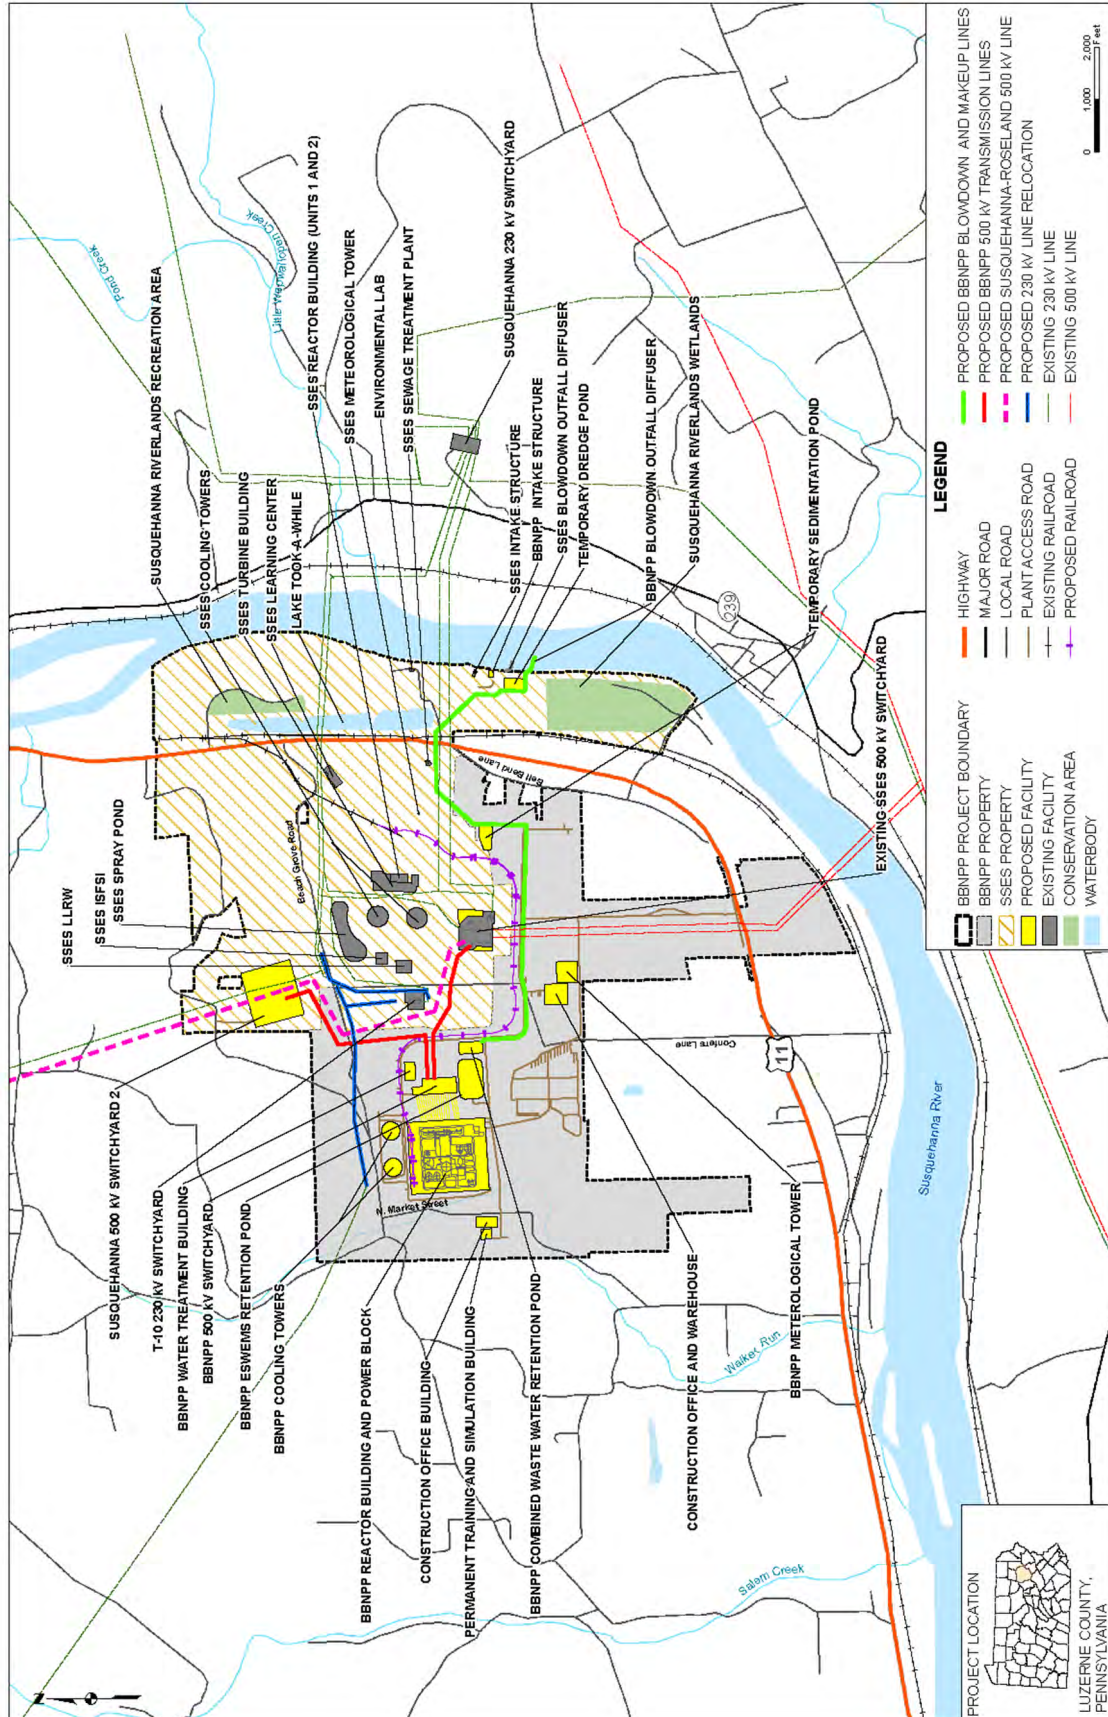 SUSQUEHANNA 500 kV SWITCHYARD 2
T-10 230 kV SWITCHYARD
BBNPP WATER TREATMENT BUILDING
BBNPP 500 kV SWITCHYARD
BBNPP ESWEMS RETENTION POND
BBNPP COOLING TOWERS
BBNPP REACTOR BUILDING AND POWER BLOCK
CONSTRUCTION OFFICE BUILDING
PERMANENT TRAINING AND SIMULATION BUILDING
BBNPP COMBINED WASTE WATER RETENTION POND
CONSTRUCTION OFFICE AND WAREHOUSE
BBNPP METEROLOGICAL TOWER
SSES LLRW
SSES ISFSI
SSES SPRAY POND
SUSQUEHANNA RIVERLANDS RECREATION AREA
SSES COOLING TOWERS
SSES TURBINE BUILDING
SSES LEARNING CENTER
LAKE TOOK-A-WHILE
SSES REACTOR BUILDING (UNITS 1 AND 2)
SSES METEOROLOGICAL TOWER
ENVIRONMENTAL LAB
SSES SEWAGE TREATMENT PLANT
SUSQUEHANNA 230 kV SWITCHYARD
SSES INTAKE STRUCTURE
BBNPP INTAKE STRUCTURE
SSES BLOWDOWN OUTFALL DIFFUSER
TEMPORARY DREDGE POND
BBNPP BLOWDOWN OUTFALL DIFFUSER
SUSQUEHANNA RIVERLANDS WETLANDS
TEMPORARY SEDIMENTATION POND
EXISTING SSES 500 kV SWITCHYARD
Pond Creek
Little Wapwallopen Creek
Beach Grove Road
Bell Bend Lane
N. Market Street
Confers Lane
Walker Run
Salem Creek
Susquehanna River
239
11
N
PROJECT LOCATION
LUZERNE COUNTY,
PENNSYLVANIA
LEGEND
BBNPP PROJECT BOUNDARY
BBNPP PROPERTY
SSES PROPERTY
PROPOSED FACILITY
EXISTING FACILITY
CONSERVATION AREA
WATERBODY
HIGHWAY
MAJOR ROAD
LOCAL ROAD
PLANT ACCESS ROAD
EXISTING RAILROAD
PROPOSED RAILROAD
PROPOSED BBNPP BLOWDOWN AND MAKEUP LINES
PROPOSED BBNPP 500 kV TRANSMISSION LINES
PROPOSED SUSQUEHANNA-ROSELAND 500 kV LINE
PROPOSED 230 kV LINE RELOCATION
EXISTING 230 kV LINE
EXISTING 500 kV LINE
0 1,000 2,000
Feet